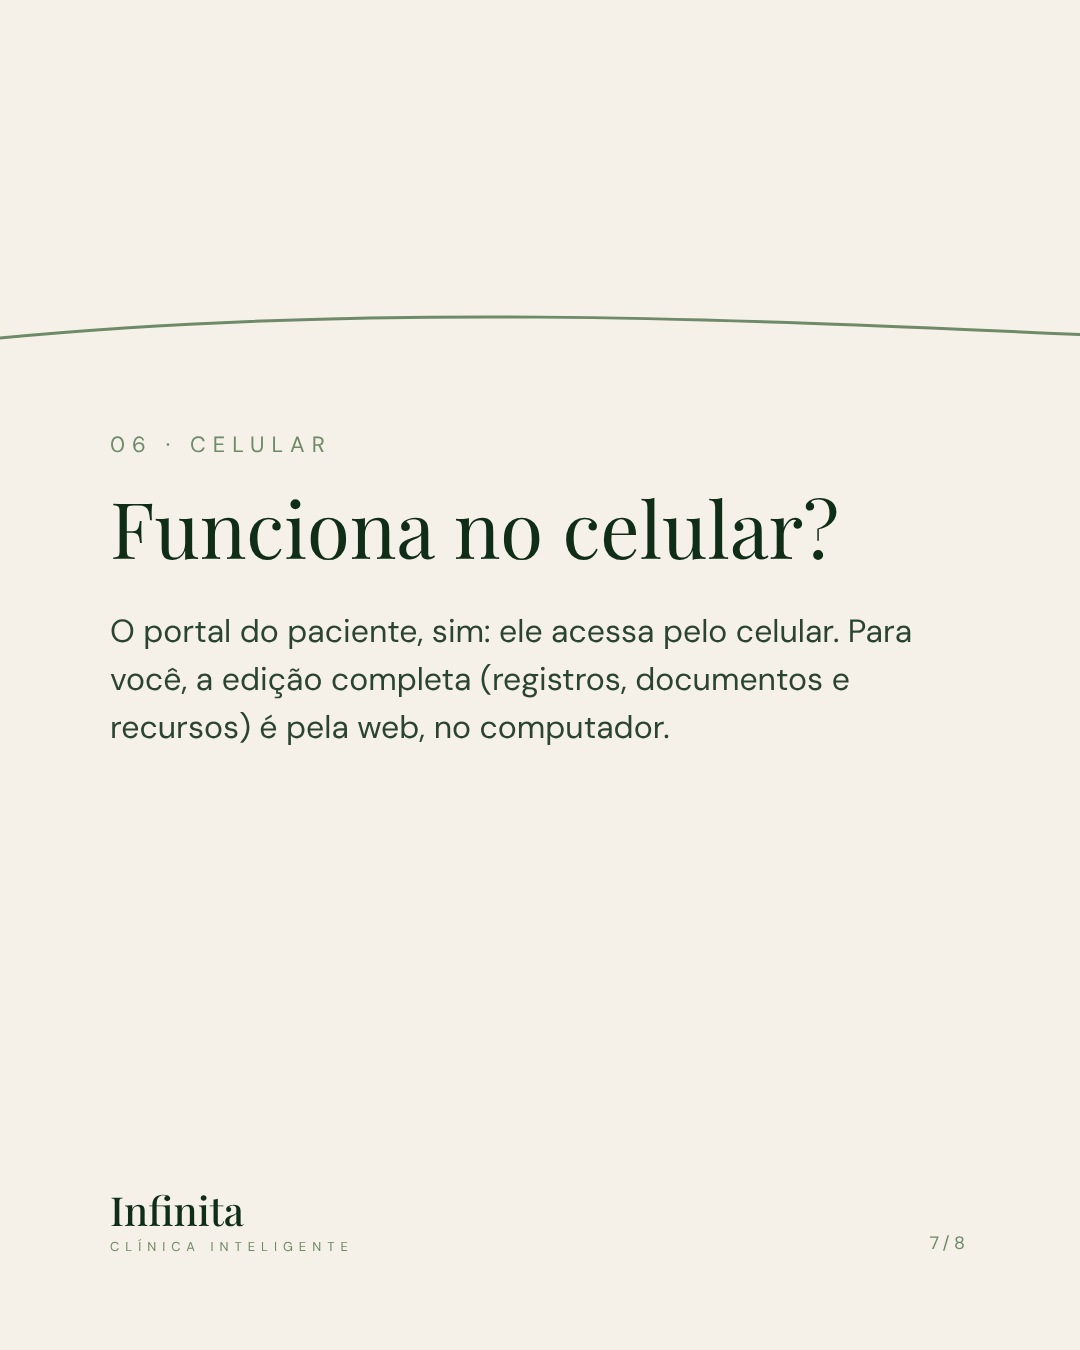 06 · CELULAR
Funciona no celular?
O portal do paciente, sim: ele acessa pelo celular. Para
você, a edição completa (registros, documentos e
recursos) é pela web, no computador.
Infinita
CLÍNICA INTELIGENTE
7/8